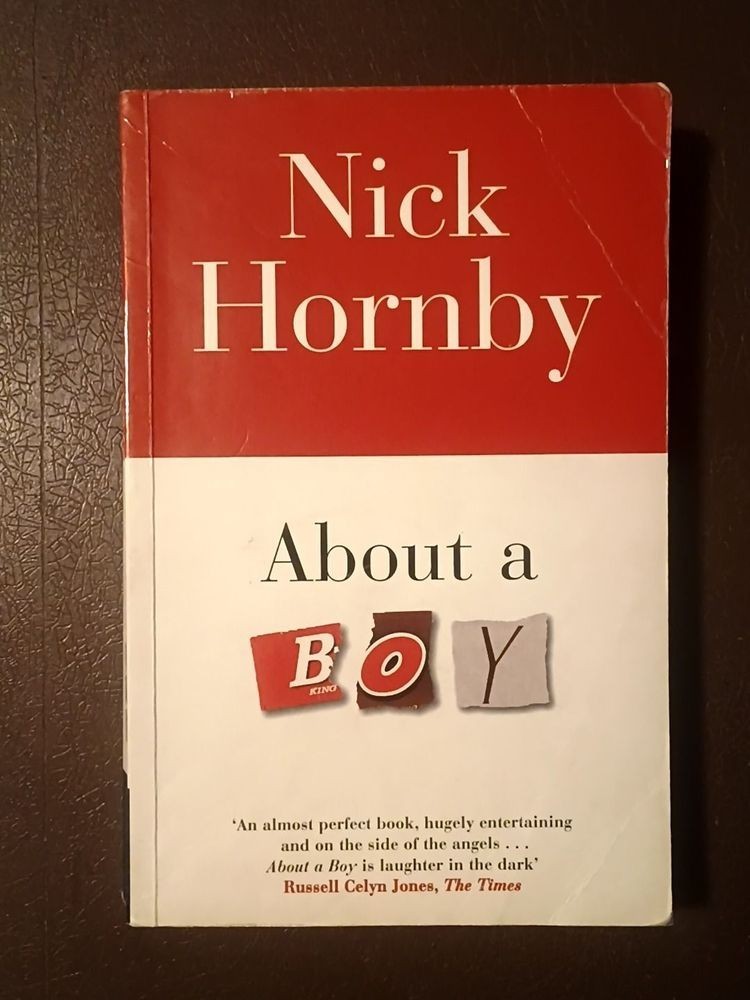 Nick
Hornby
About a
BOY
KING
‘An almost perfect book, hugely entertaining
and on the side of the angels . . .
About a Boy is laughter in the dark’
Russell Celyn Jones, The Times